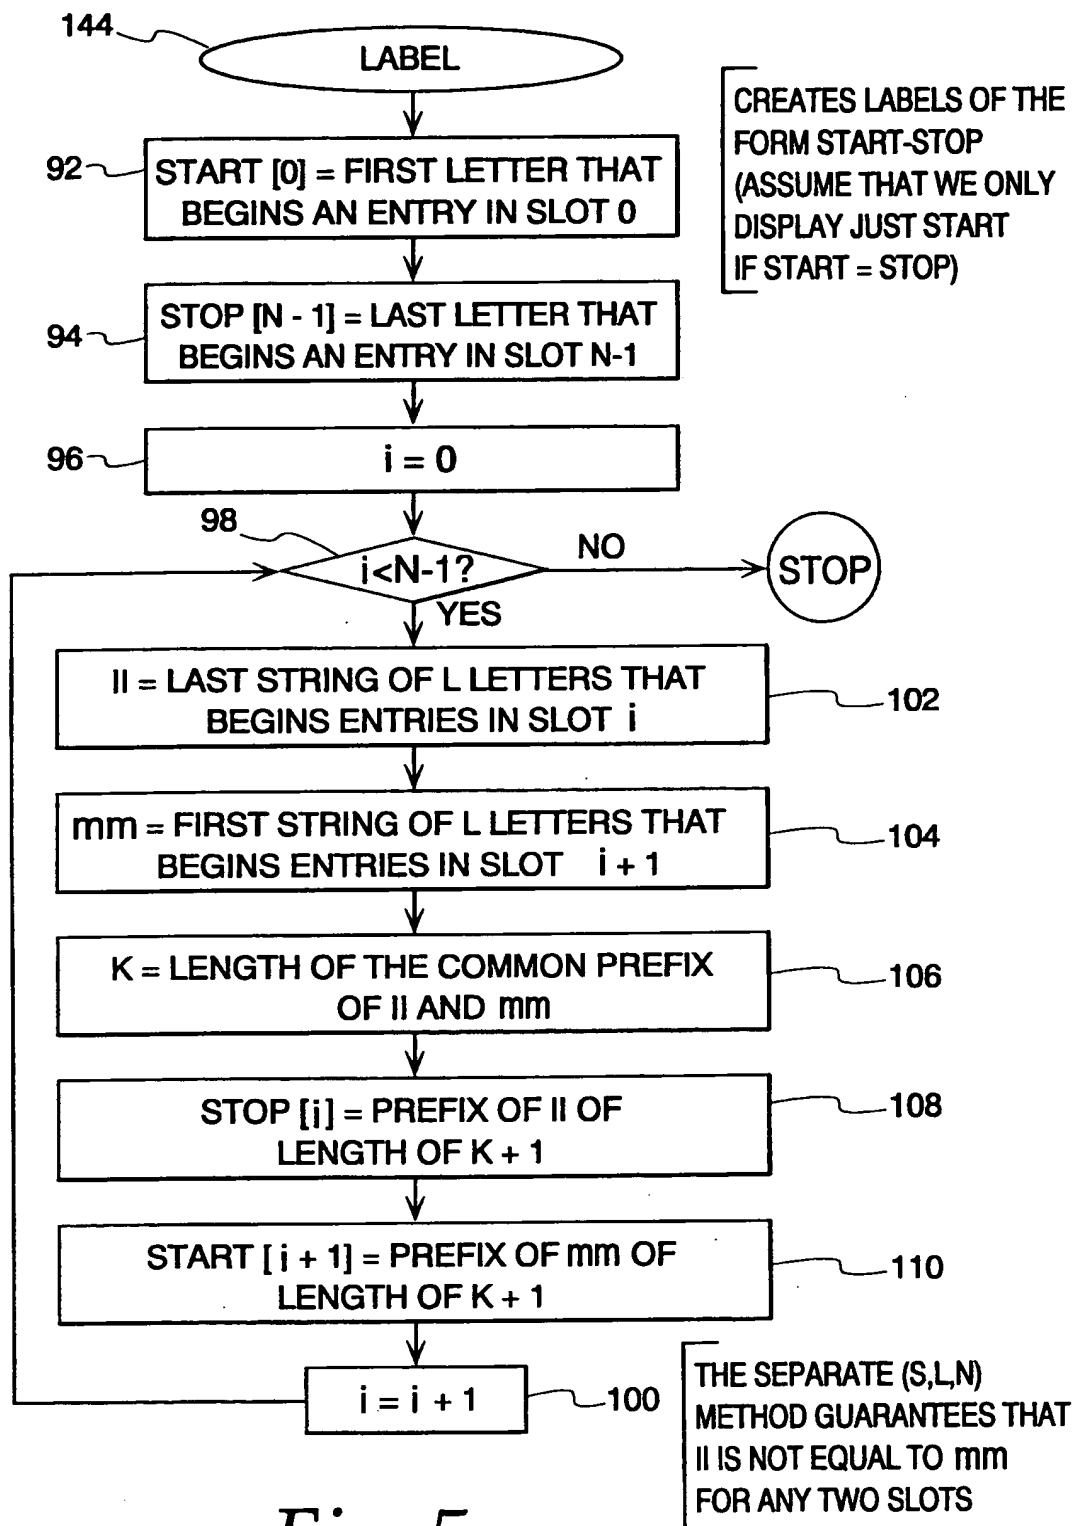 144
LABEL
CREATES LABELS OF THE
FORM START-STOP
(ASSUME THAT WE ONLY
DISPLAY JUST START
IF START = STOP)
92
START [0] = FIRST LETTER THAT
BEGINS AN ENTRY IN SLOT 0
94
STOP [N - 1] = LAST LETTER THAT
BEGINS AN ENTRY IN SLOT N-1
96
i = 0
98
i<N-1?
NO
STOP
YES
ll = LAST STRING OF L LETTERS THAT
BEGINS ENTRIES IN SLOT i
102
mm = FIRST STRING OF L LETTERS THAT
BEGINS ENTRIES IN SLOT i + 1
104
K = LENGTH OF THE COMMON PREFIX
OF ll AND mm
106
STOP [i] = PREFIX OF ll OF
LENGTH OF K + 1
108
START [ i + 1] = PREFIX OF mm OF
LENGTH OF K + 1
110
i = i + 1
100
THE SEPARATE (S,L,N)
METHOD GUARANTEES THAT
ll IS NOT EQUAL TO mm
FOR ANY TWO SLOTS
Fig. 5